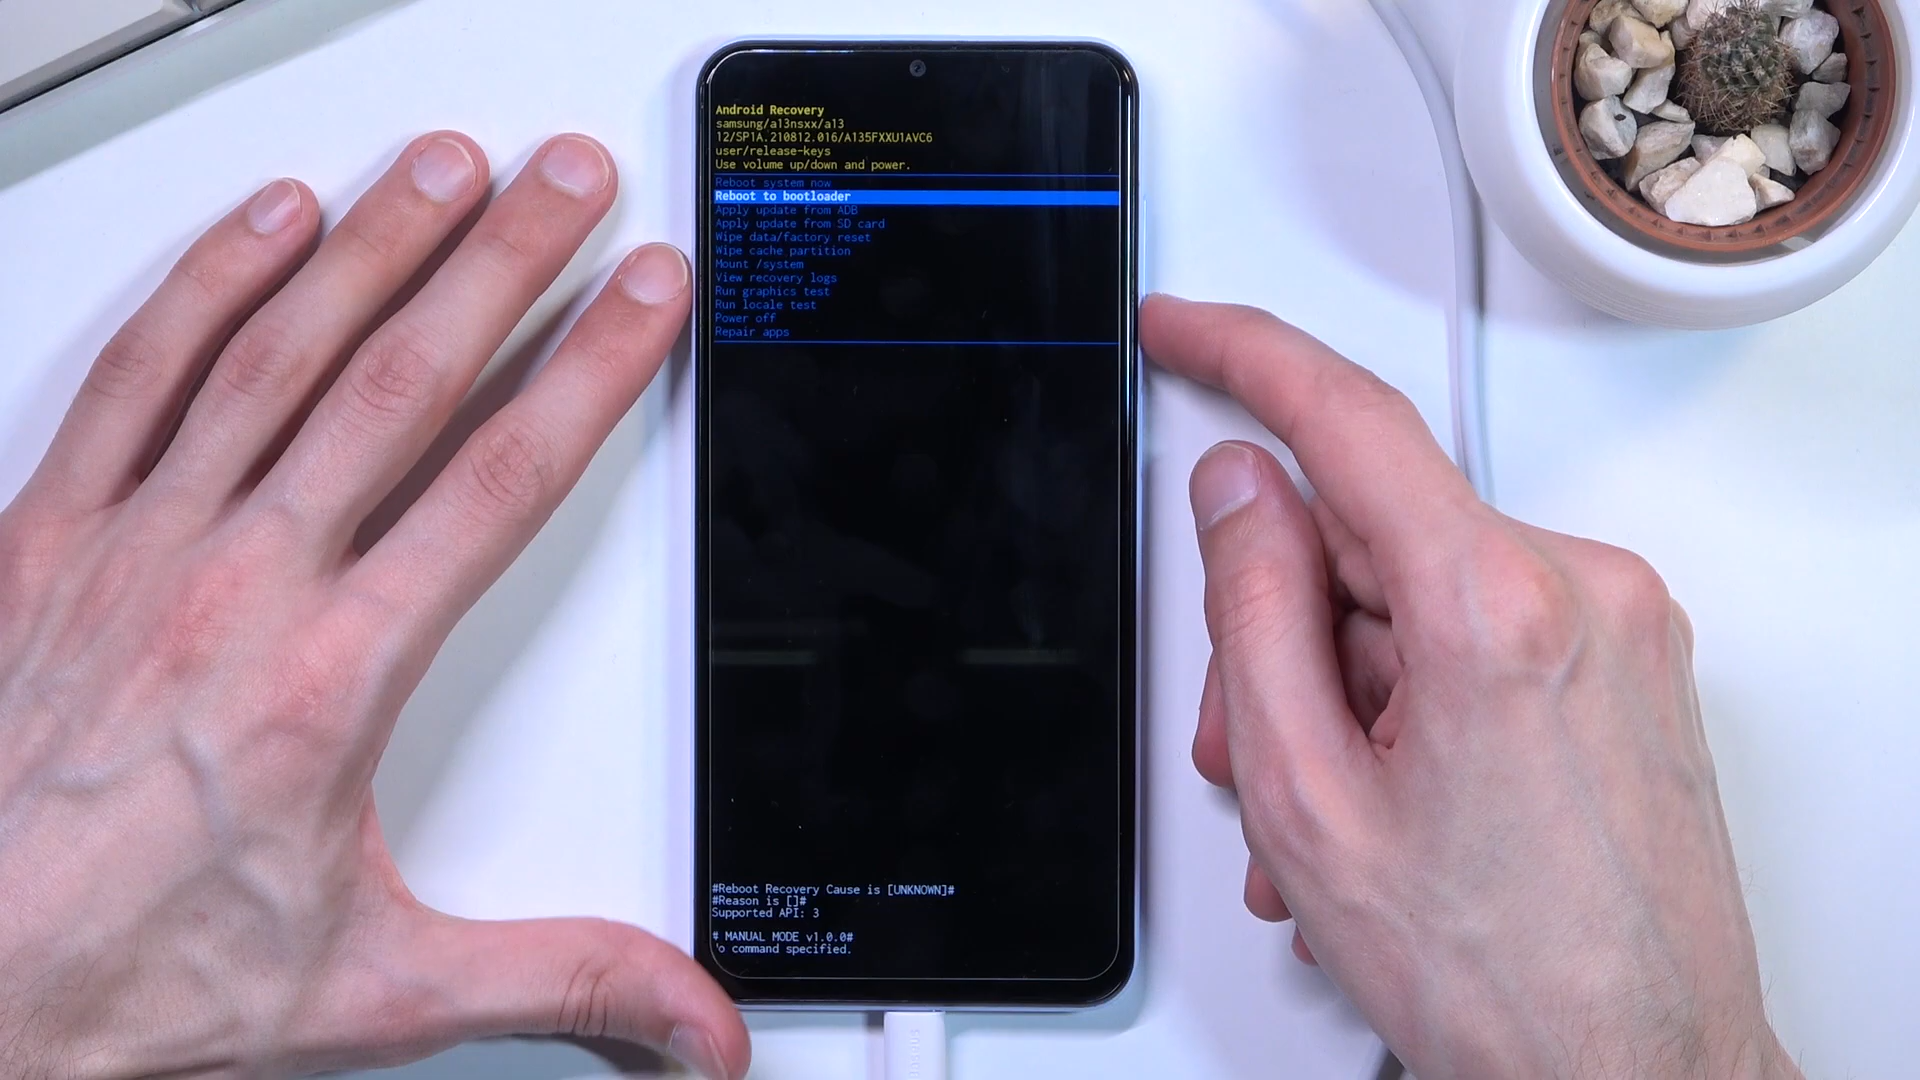 Android Recovery
samsung/a13nsxx/a13
12/SP1A.210812.016/A135FXXU1AVC6
user/release-keys
Use volume up/down and power.
Reboot system now
Reboot to bootloader
Apply update from ADB
Apply update from SD card
Wipe data/factory reset
Wipe cache partition
Mount /system
View recovery logs
Run graphics test
Run locale test
Power off
Repair apps
#Reboot Recovery Cause is [UNKNOWN]#
#Reason is []#
Supported API: 3
# MANUAL MODE v1.0.0#
'o command specified.